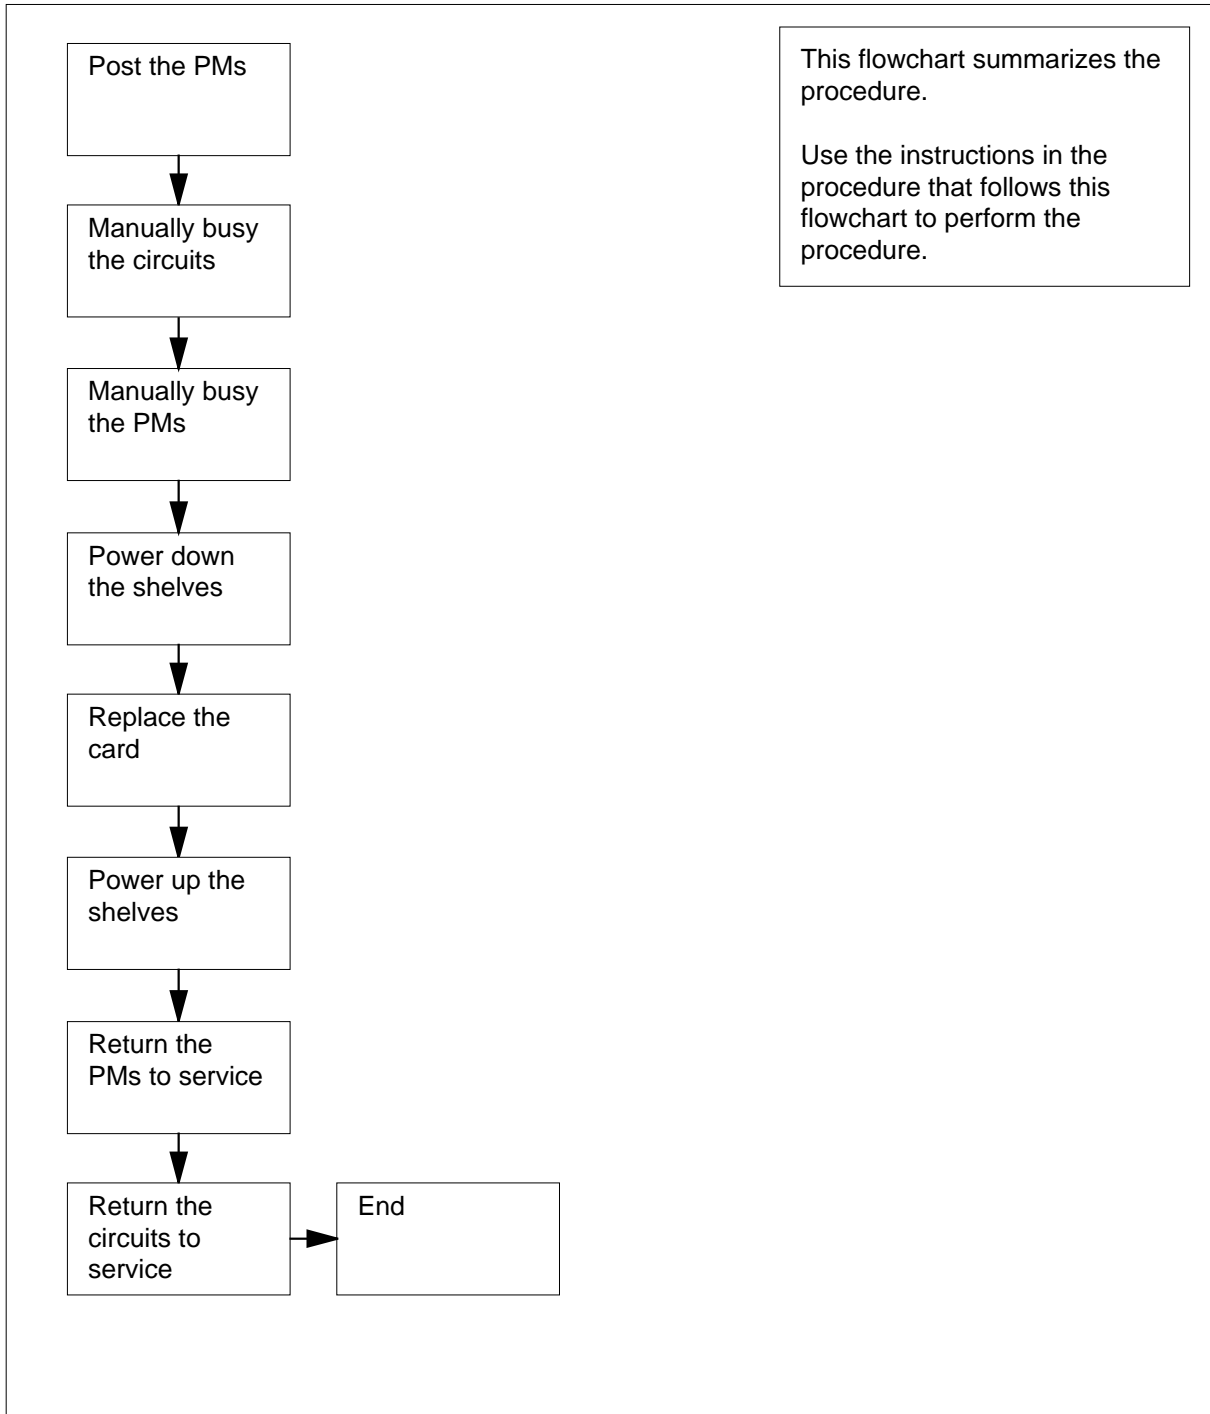 Post the PMs
Manually busy
the circuits
Manually busy
the PMs
Power down
the shelves
Replace the
card
Power up the
shelves
Return the
PMs to service
Return the
circuits to
service
End
This flowchart summarizes the
procedure.
Use the instructions in the
procedure that follows this
flowchart to perform the
procedure.